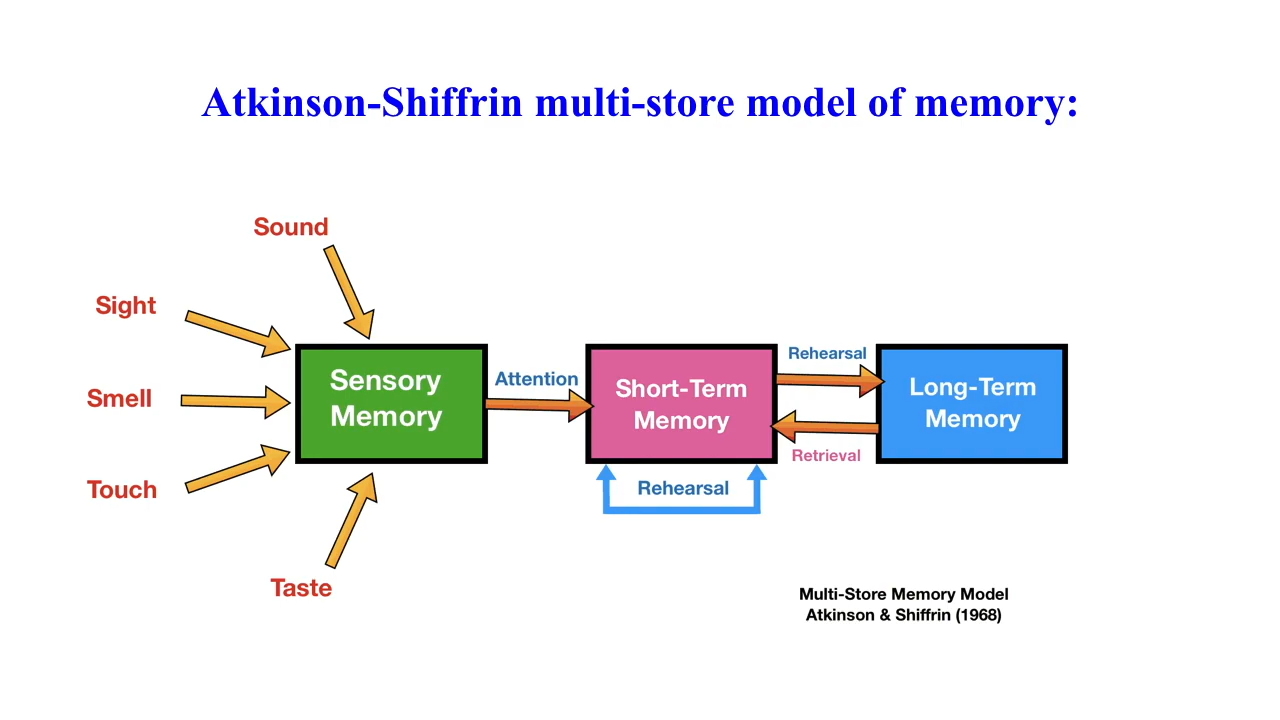 Atkinson-Shiffrin multi-store model of memory:
Sound
Sight
Smell
Touch
Taste
Sensory
Memory
Attention
Short-Term
Memory
Rehearsal
Rehearsal
Retrieval
Long-Term
Memory
Multi-Store Memory Model
Atkinson & Shiffrin (1968)